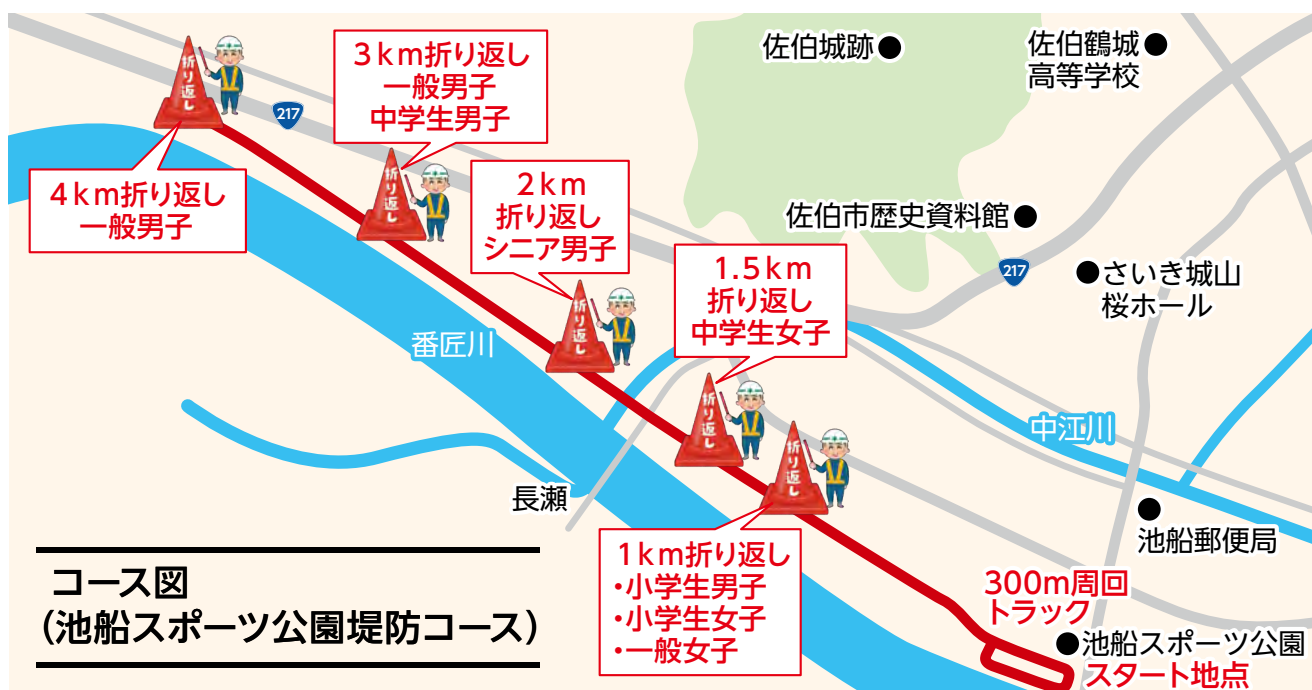 折り返し
217
4km折り返し
一般男子
3km折り返し
一般男子
中学生男子
折り返し
2km
折り返し
シニア男子
折り返し
1.5km
折り返し
中学生女子
折り返し
折り返し
1km折り返し
・小学生男子
・小学生女子
・一般女子
佐伯城跡
佐伯鶴城
高等学校
佐伯市歴史資料館
217
さいき城山
桜ホール
番匠川
中江川
長瀬
池船郵便局
300m周回
トラック
池船スポーツ公園
スタート地点
コース図
(池船スポーツ公園堤防コース)